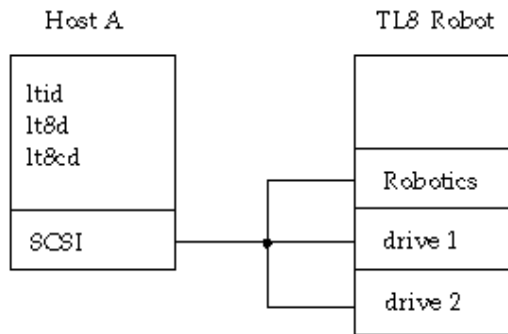 Host A
TL8 Robot
ltid
lt8d
lt8cd
Robotics
SCSI
drive 1
drive 2